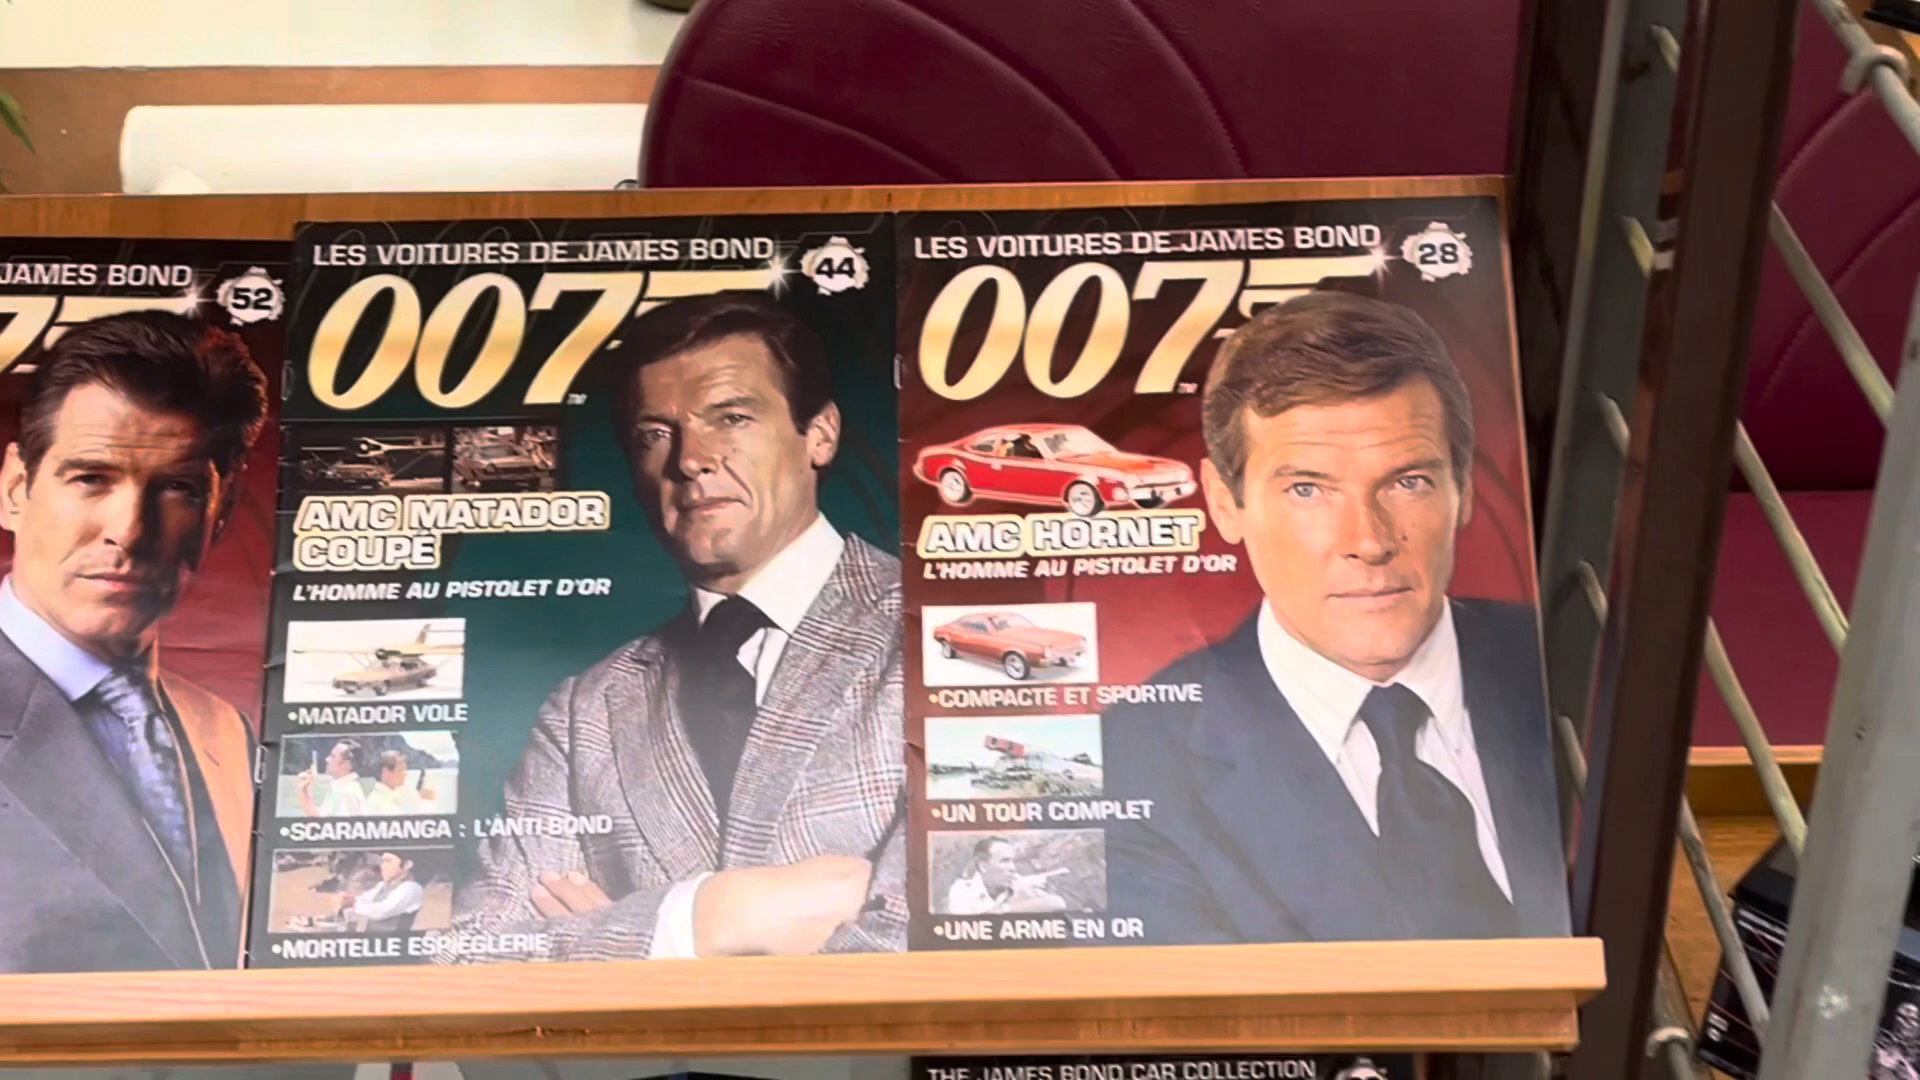 JAMES BOND
52
LES VOITURES DE JAMES BOND
44
007
TM
AMC MATADOR
COUPÉ
L'HOMME AU PISTOLET D'OR
•MATADOR VOLE
•SCARAMANGA : L'ANTI-BOND
•MORTELLE ESPIÈGLERIE
LES VOITURES DE JAMES BOND
28
007
TM
AMC HORNET
L'HOMME AU PISTOLET D'OR
•COMPACTE ET SPORTIVE
•UN TOUR COMPLET
•UNE ARME EN OR
THE JAMES BOND CAR COLLECTION